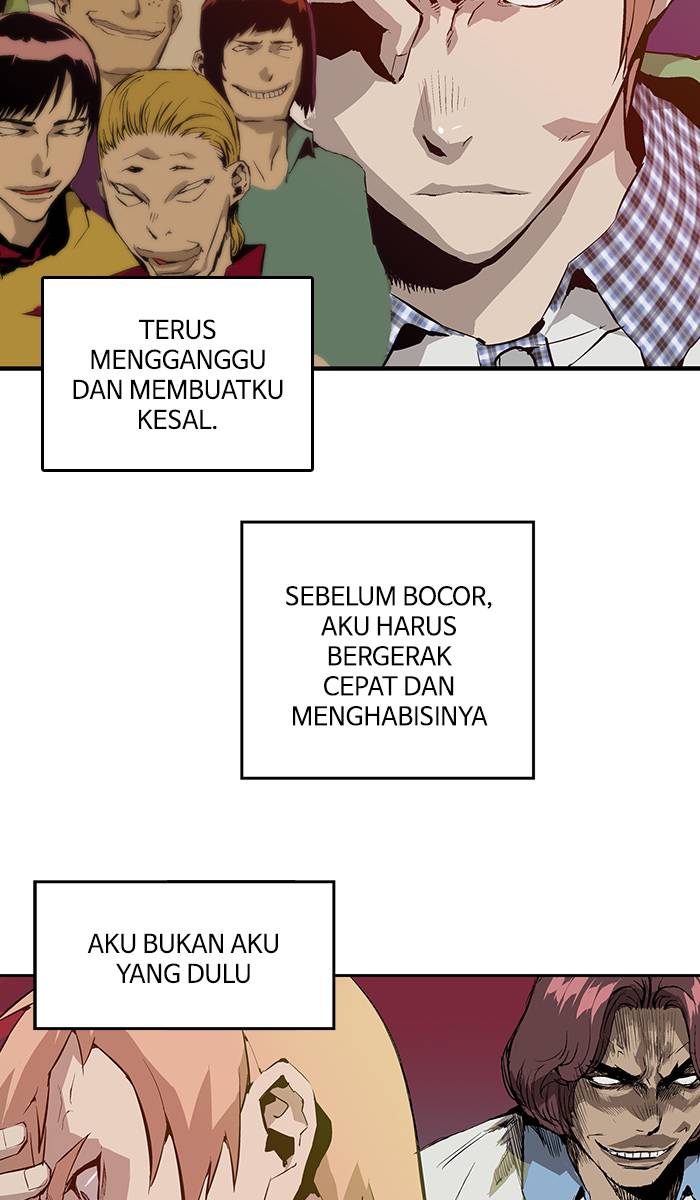 TERUS
MENGGANGGU
DAN MEMBUATKU
KESAL.
SEBELUM BOCOR,
AKU HARUS
BERGERAK
CEPAT DAN
MENGHABISINYA
AKU BUKAN AKU
YANG DULU